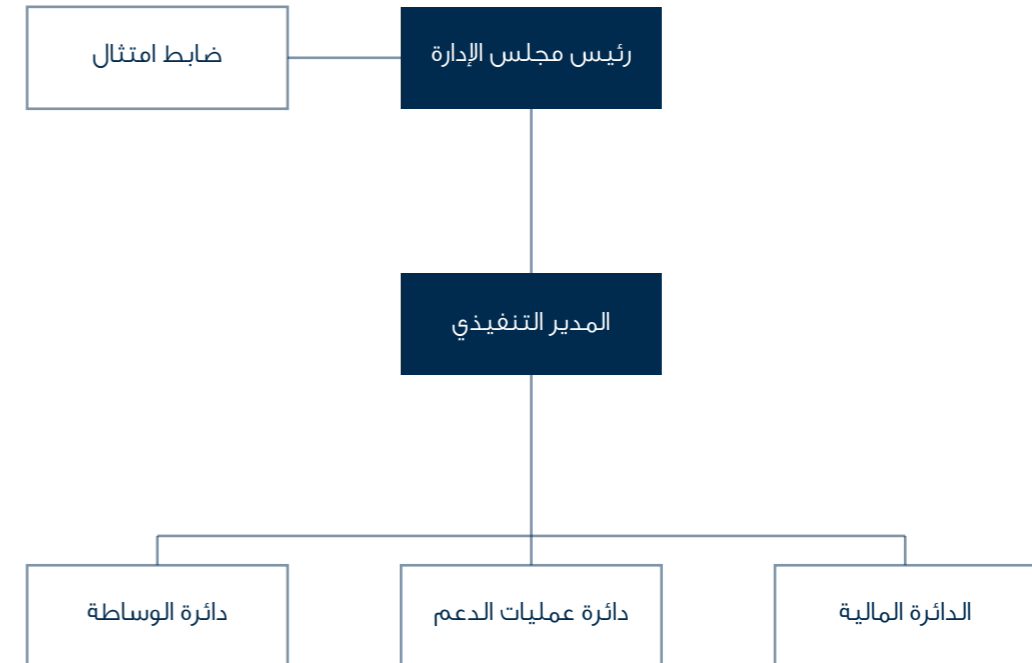 رئيس مجلس الإدارة
ضابط امتثال
المدير التنفيذي
الدائرة المالية
دائرة عمليات الدعم
دائرة الوساطة